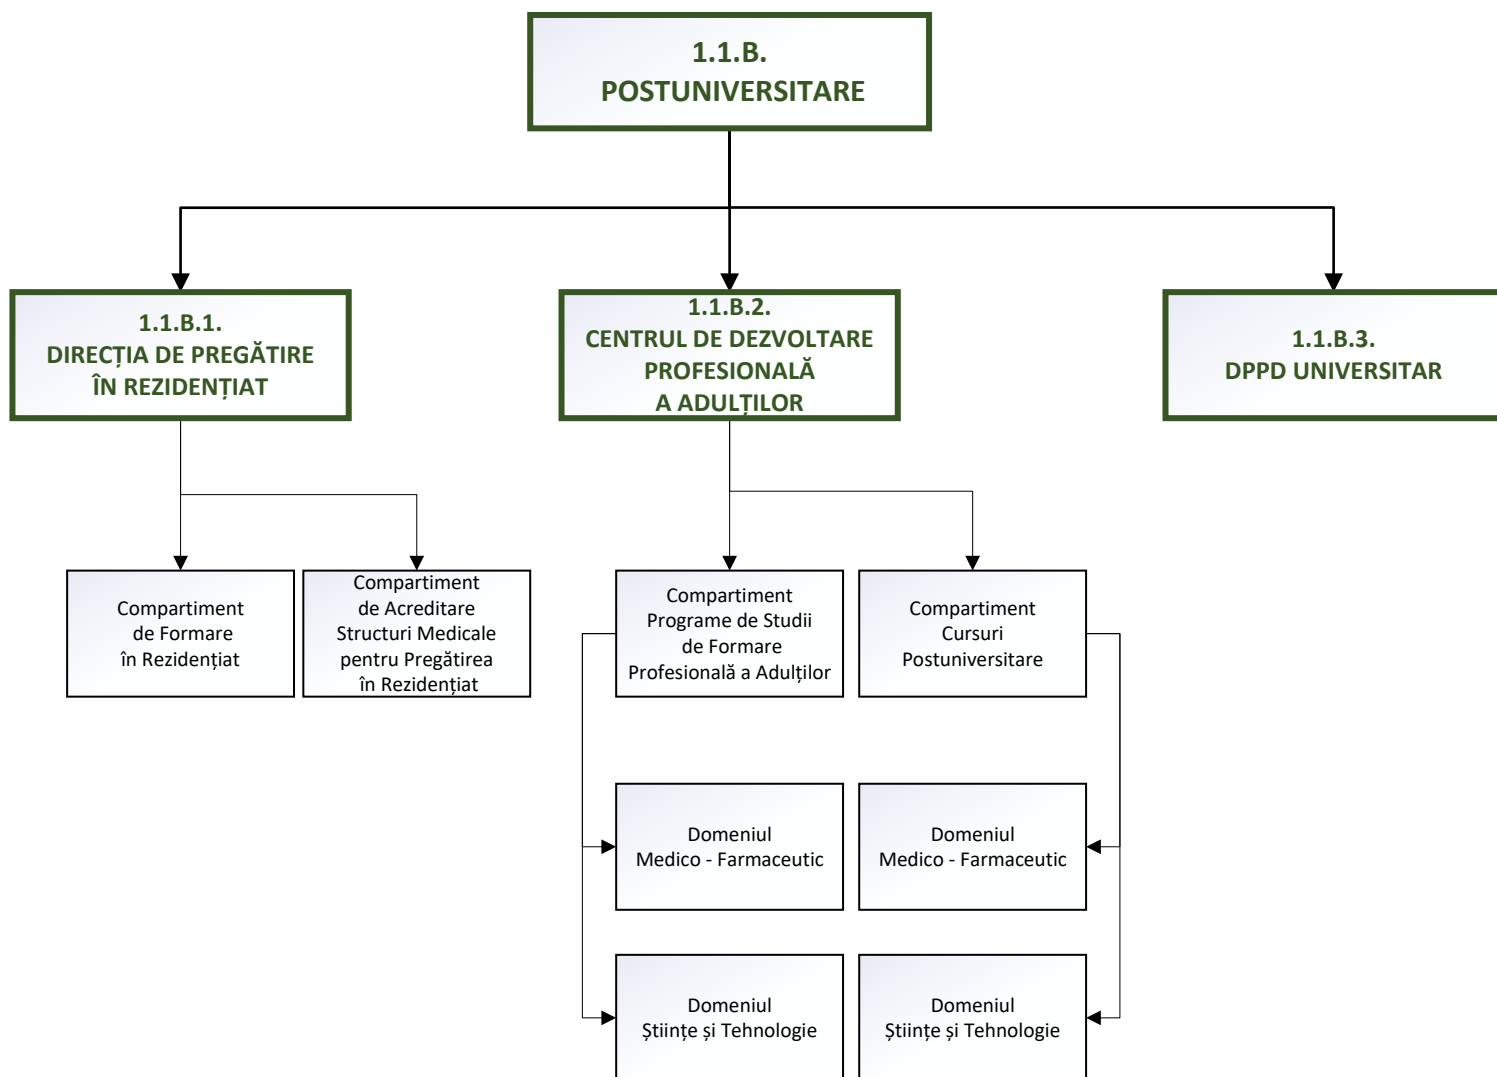 1.1.B.
POSTUNIVERSITARE
1.1.B.1.
DIRECȚIA DE PREGĂTIRE
ÎN REZIDENȚIAT
1.1.B.2.
CENTRUL DE DEZVOLTARE
PROFESIONALĂ
A ADULȚILOR
1.1.B.3.
DPPD UNIVERSITAR
Compartiment
de Formare
în Rezidențiat
Compartiment
de Acreditare
Structuri Medicale
pentru Pregătirea
în Rezidențiat
Compartiment
Programe de Studii
de Formare
Profesională a Adulților
Compartiment
Cursuri
Postuniversitare
Domeniul
Medico - Farmaceutic
Domeniul
Medico - Farmaceutic
Domeniul
Științe și Tehnologie
Domeniul
Științe și Tehnologie